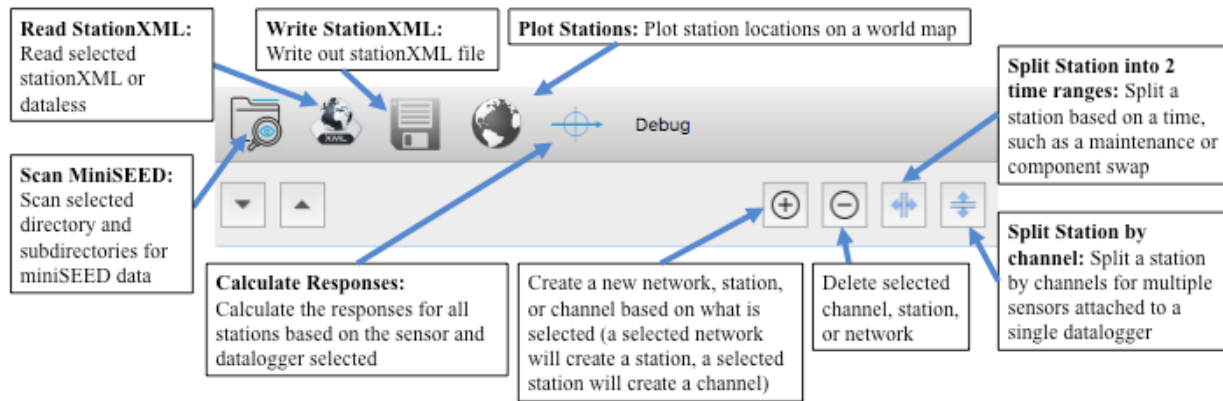 Read StationXML:
Read selected
stationXML or
dataless
Write StationXML:
Write out stationXML file
Plot Stations: Plot station locations on a world map
Split Station into 2
time ranges: Split a
station based on a time,
such as a maintenance or
component swap
XML
Debug
Scan MiniSEED:
Scan selected
directory and
subdirectories for
miniSEED data
Calculate Responses:
Calculate the responses for all
stations based on the sensor and
datalogger selected
Create a new network, station,
or channel based on what is
selected (a selected network
will create a station, a selected
station will create a channel)
Delete selected
channel, station,
or network
Split Station by
channel: Split a station
by channels for multiple
sensors attached to a
single datalogger